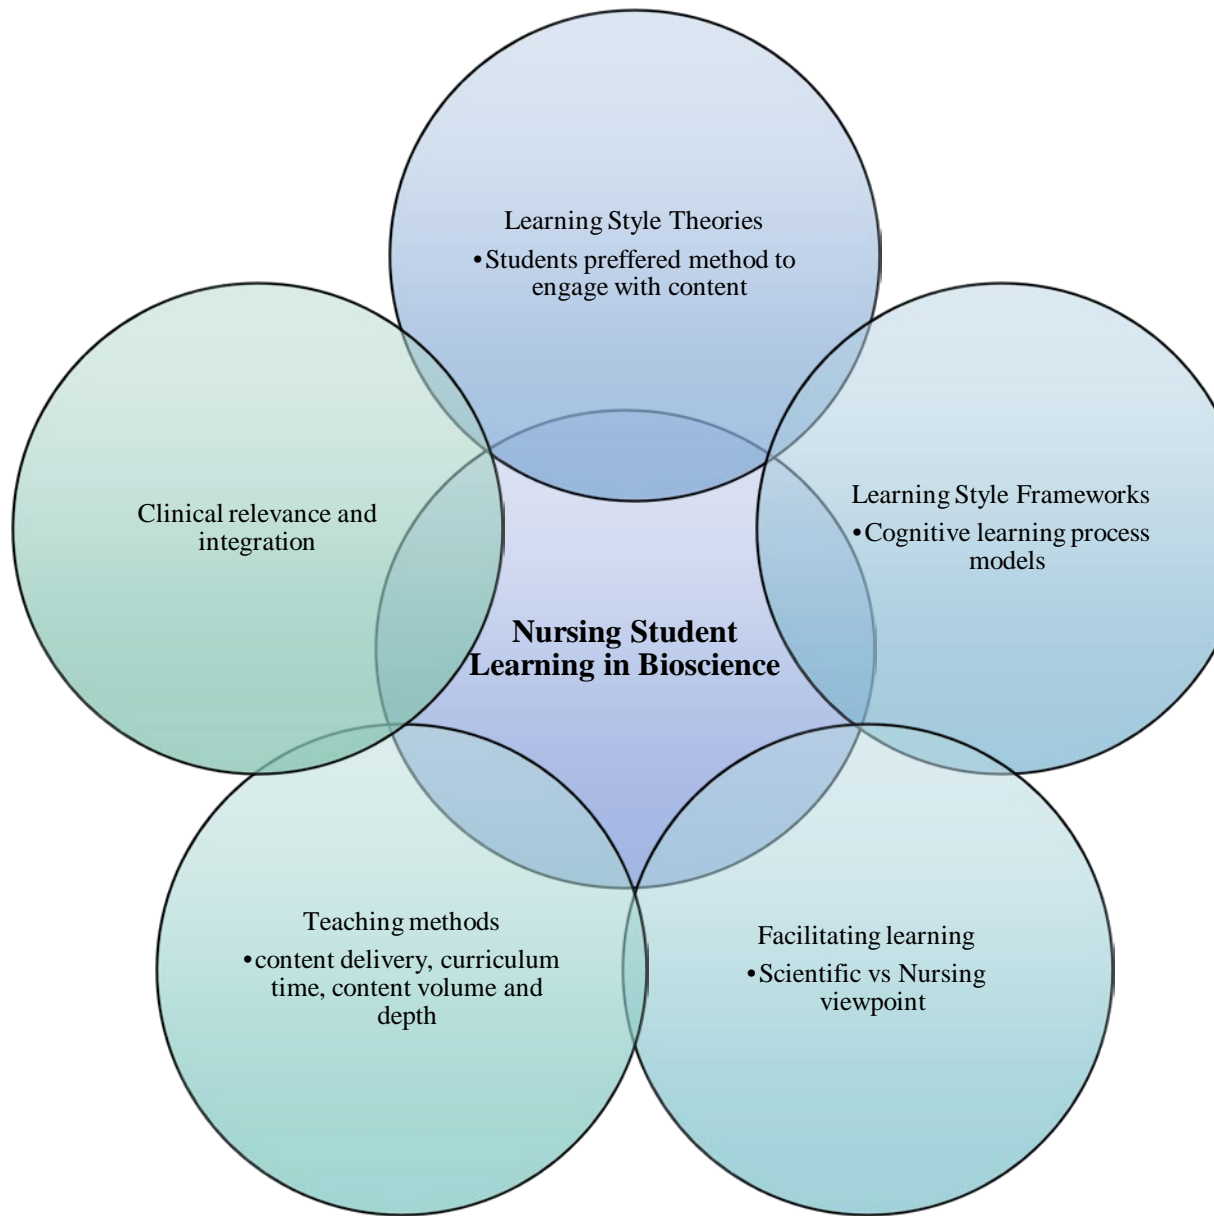 Learning Style Theories
•Students preffered method to
engage with content
Clinical relevance and
integration
Learning Style Frameworks
•Cognitive learning process
models
Nursing Student
Learning in Bioscience
Teaching methods
•content delivery, curriculum
time, content volume and
depth
Facilitating learning
•Scientific vs Nursing
viewpoint